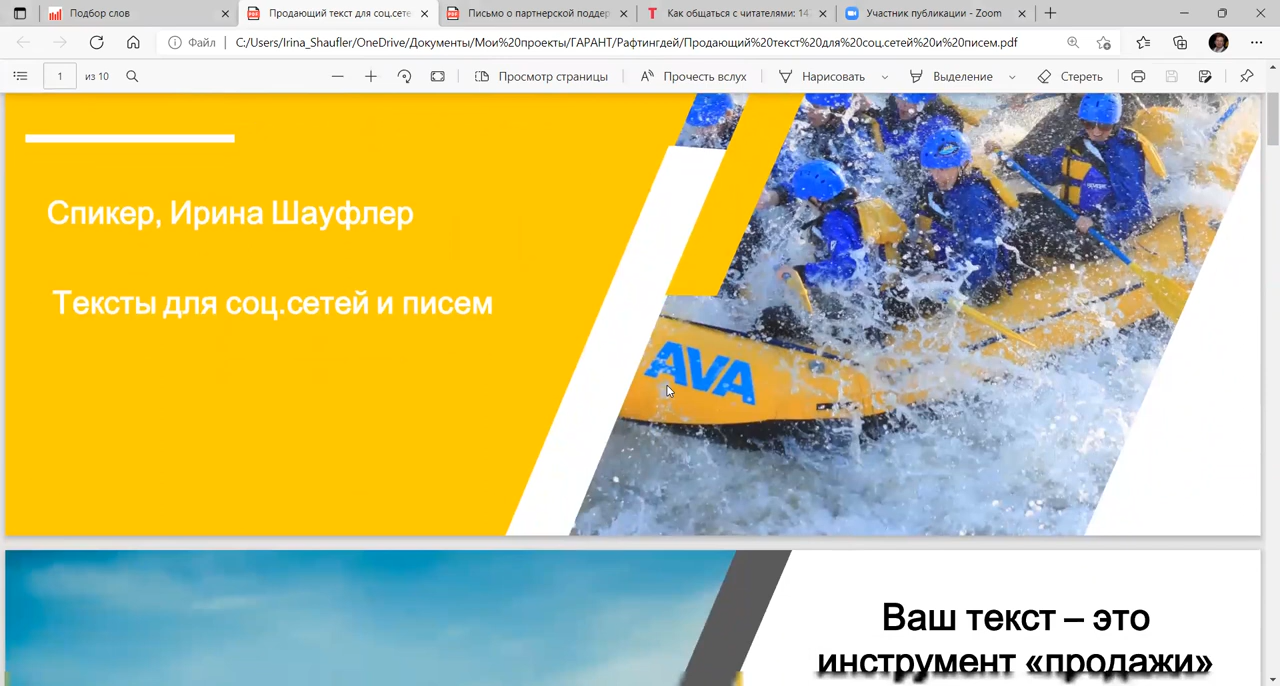 Подбор слов
Продающий текст для соц.сете
Письмо о партнерской поддер
Как общаться с читателями: 14
Участник публикации - Zoom
Файл
C:/Users/Irina_Shaufler/OneDrive/Документы/Мои%20проекты/ГАРАНТ/Рафтингдей/Продающий%20текст%20для%20соц.сетей%20и%20писем.pdf
1 из 10
Просмотр страницы
Прочесть вслух
Нарисовать
Выделение
Стереть
Спикер, Ирина Шауфлер
Тексты для соц.сетей и писем
AVA
Ваш текст – это
инструмент «продажи»